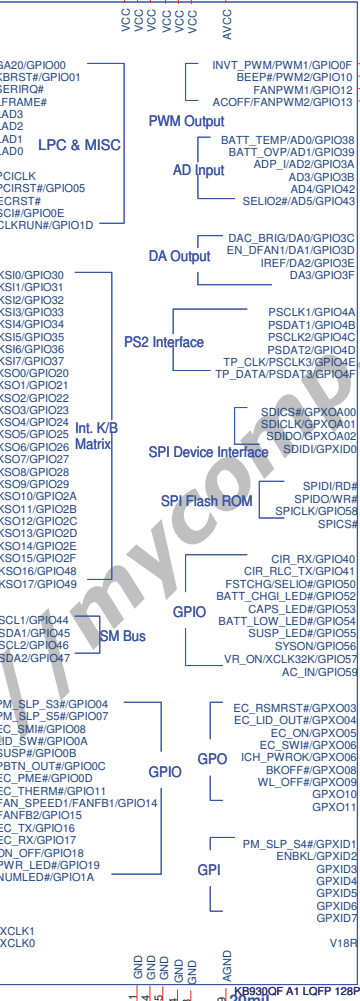 VCC VCC VCC VCC VCC VCC AVCC
GA20/GPIO00
KBRST#/GPIO01
SERIRQ#
LFRAME#
LAD3
LAD2
LAD1
LAD0
LPC & MISC
PCICLK
PCIRST#/GPIO05
ECRST#
SCI#/GPIO0E
CLKRUN#/GPIO1D
KSI0/GPIO30
KSI1/GPIO31
KSI2/GPIO32
KSI3/GPIO33
KSI4/GPIO34
KSI5/GPIO35
KSI6/GPIO36
KSI7/GPIO37
KSO0/GPIO20
KSO1/GPIO21
KSO2/GPIO22
KSO3/GPIO23
KSO4/GPIO24
KSO5/GPIO25
KSO6/GPIO26
KSO7/GPIO27
KSO8/GPIO28
KSO9/GPIO29
KSO10/GPIO2A
KSO11/GPIO2B
KSO12/GPIO2C
KSO13/GPIO2D
KSO14/GPIO2E
KSO15/GPIO2F
KSO16/GPIO48
KSO17/GPIO49
Int. K/B
Matrix
SCL1/GPIO44
SDA1/GPIO45
SCL2/GPIO46
SDA2/GPIO47
SM Bus
PM_SLP_S3#/GPIO04
PM_SLP_S5#/GPIO07
EC_SMI#/GPIO08
LID_SW#/GPIO0A
SUSP#/GPIO0B
PBTN_OUT#/GPIO0C
EC_PME#/GPIO0D
EC_THERM#/GPIO11
FAN_SPEED1/FANFB1/GPIO14
FANFB2/GPIO15
EC_TX/GPIO16
EC_RX/GPIO17
ON_OFF/GPIO18
PWR_LED#/GPIO19
NUMLED#/GPIO1A
GPIO
XCLK1
XCLK0
INVT_PWM/PWM1/GPIO0F
BEEP#/PWM2/GPIO10
FANPWM1/GPIO12
ACOFF/FANPWM2/GPIO13
PWM Output
BATT_TEMP/AD0/GPIO38
BATT_OVP/AD1/GPIO39
ADP_I/AD2/GPIO3A
AD3/GPIO3B
AD4/GPIO42
SELIO2#/AD5/GPIO43
AD Input
DAC_BRIG/DA0/GPIO3C
EN_DFAN1/DA1/GPIO3D
IREF/DA2/GPIO3E
DA3/GPIO3F
DA Output
PSCLK1/GPIO4A
PSDAT1/GPIO4B
PSCLK2/GPIO4C
PSDAT2/GPIO4D
TP_CLK/PSCLK3/GPIO4E
TP_DATA/PSDAT3/GPIO4F
PS2 Interface
SDICS#/GPXOA00
SDICLK/GPXOA01
SDIDO/GPXOA02
SDIDI/GPXID0
SPI Device Interface
SPIDI/RD#
SPIDO/WR#
SPICLK/GPIO58
SPICS#
SPI Flash ROM
CIR_RX/GPIO40
CIR_RLC_TX/GPIO41
FSTCHG/SELIO#/GPIO50
BATT_CHGI_LED#/GPIO52
CAPS_LED#/GPIO53
BATT_LOW_LED#/GPIO54
SUSP_LED#/GPIO55
SYSON/GPIO56
VR_ON/XCLK32K/GPIO57
AC_IN/GPIO59
GPIO
EC_RSMRST#/GPXO03
EC_LID_OUT#/GPXO04
EC_ON/GPXO05
EC_SWI#/GPXO06
ICH_PWROK/GPXO06
BKOFF#/GPXO08
WL_OFF#/GPXO09
GPXO10
GPXO11
GPO
PM_SLP_S4#/GPXID1
ENBKL/GPXID2
GPXID3
GPXID4
GPXID5
GPXID6
GPXID7
GPI
V18R
GND GND GND GND GND AGND
KB930QF A1 LQFP 128P
20mil
//mycomp